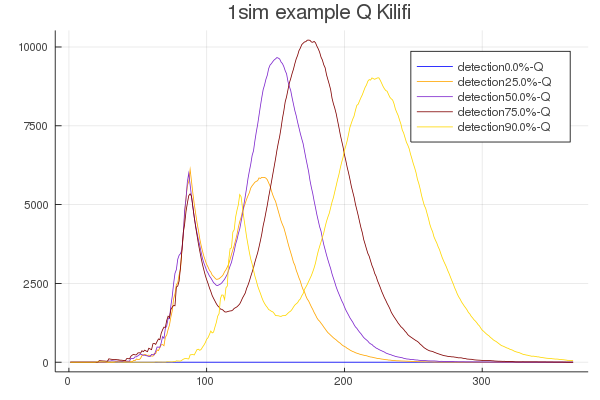 1sim example Q Kilifi
10000
7500
5000
2500
0
0
100
200
300
detection0.0%-Q
detection25.0%-Q
detection50.0%-Q
detection75.0%-Q
detection90.0%-Q